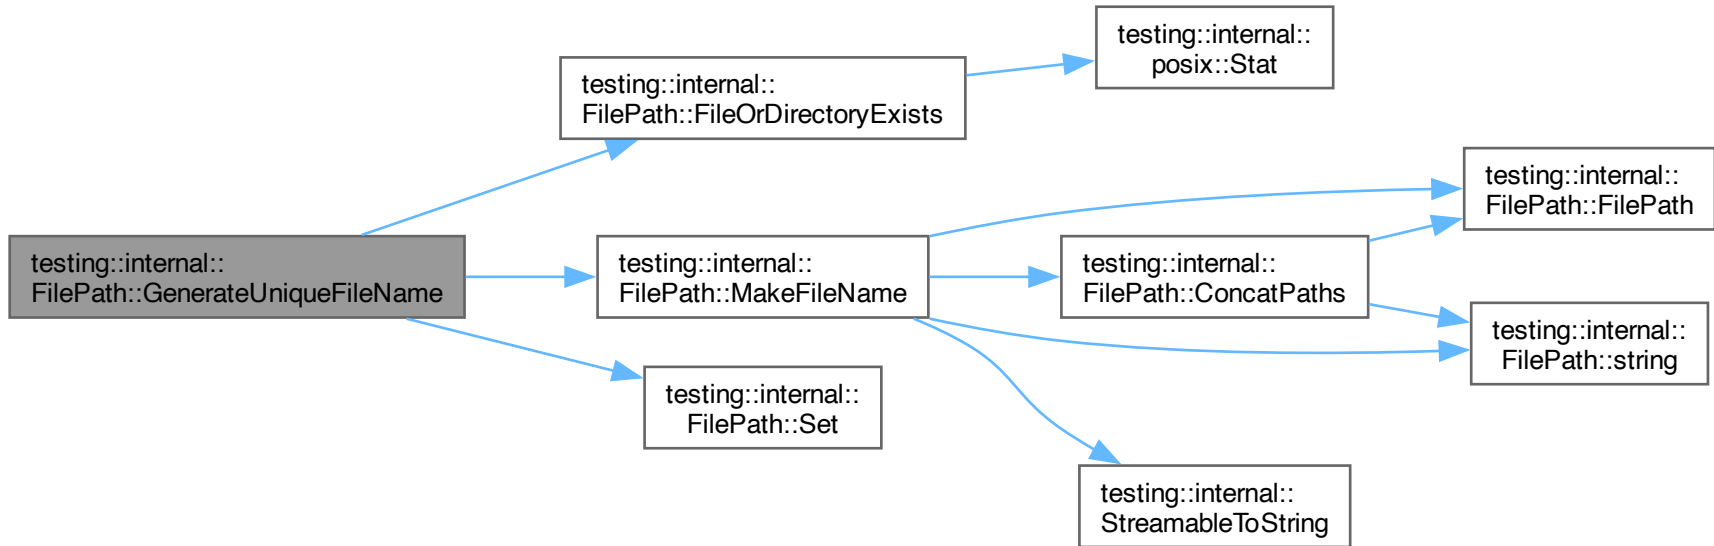 testing::internal::
posix::Stat
testing::internal::
FilePath::FileOrDirectoryExists
testing::internal::
FilePath::FilePath
testing::internal::
FilePath::GenerateUniqueFileName
testing::internal::
FilePath::MakeFileName
testing::internal::
FilePath::ConcatPaths
testing::internal::
FilePath::string
testing::internal::
FilePath::Set
testing::internal::
StreamableToString